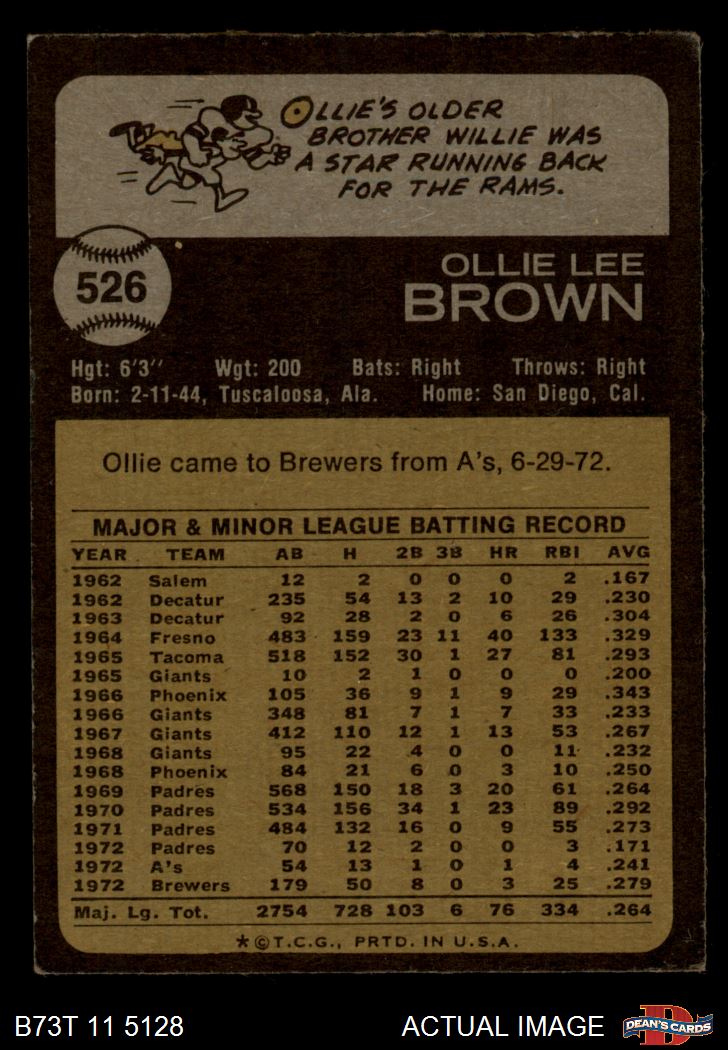 OLLIE'S OLDER
BROTHER WILLIE WAS
A STAR RUNNING BACK
FOR THE RAMS.
526
OLLIE LEE
BROWN
Hgt: 6'3" Wgt: 200 Bats: Right Throws: Right
Born: 2-11-44, Tuscaloosa, Ala. Home: San Diego, Cal.
Ollie came to Brewers from A's, 6-29-72.
MAJOR & MINOR LEAGUE BATTING RECORD
YEAR TEAM AB H 2B 3B HR RBI AVG
1962 Salem 12 2 0 0 0 2 .167
1962 Decatur 235 54 13 2 10 29 .230
1963 Decatur 92 28 2 0 6 26 .304
1964 Fresno 483 159 23 11 40 133 .329
1965 Tacoma 518 152 30 1 27 81 .293
1965 Giants 10 2 1 0 0 0 .200
1966 Phoenix 105 36 9 1 9 29 .343
1966 Giants 348 81 7 1 7 33 .233
1967 Giants 412 110 12 1 13 53 .267
1968 Giants 95 22 4 0 0 11 .232
1968 Phoenix 84 21 6 0 3 10 .250
1969 Padres 568 150 18 3 20 61 .264
1970 Padres 534 156 34 1 23 89 .292
1971 Padres 484 132 16 0 9 55 .273
1972 Padres 70 12 2 0 0 3 .171
1972 A's 54 13 1 0 1 4 .241
1972 Brewers 179 50 8 0 3 25 .279
Maj. Lg. Tot. 2754 728 103 6 76 334 .264
*©T.C.G., PRTD. IN U.S.A.
B73T 11 5128 ACTUAL IMAGE D DEAN'S CARDS